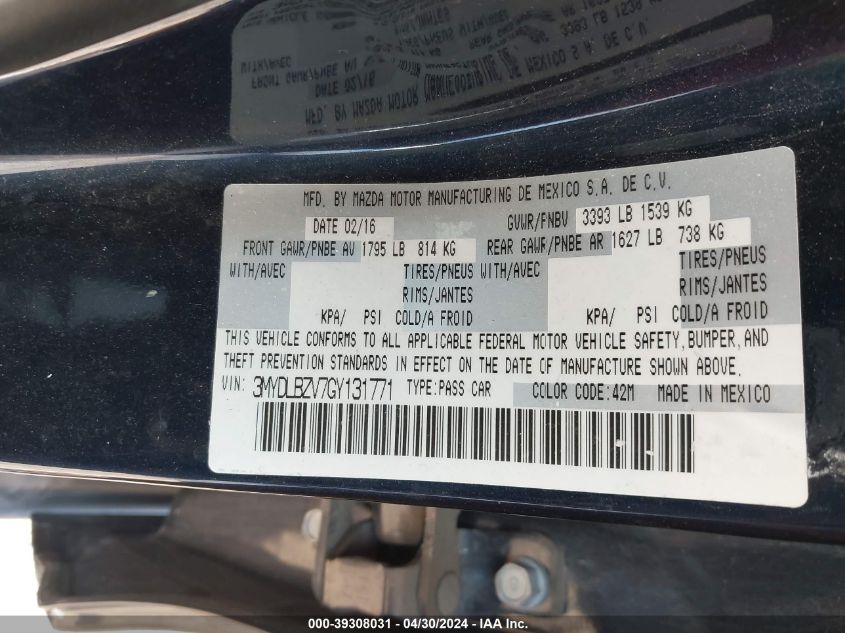 MFD. BY MAZDA MOTOR MANUFACTURING DE MEXICO S.A. DE C.V.
DATE 02/16 GVWR/PNBV 3393 LB 1539 KG
FRONT GAWR/PNBE AV 1795 LB 814 KG REAR GAWR/PNBE AR 1627 LB 738 KG
WITH/AVEC TIRES/PNEUS WITH/AVEC TIRES/PNEUS
RIMS/JANTES RIMS/JANTES
KPA/ PSI COLD/A FROID KPA/ PSI COLD/A FROID
THIS VEHICLE CONFORMS TO ALL APPLICABLE FEDERAL MOTOR VEHICLE SAFETY, BUMPER, AND
THEFT PREVENTION STANDARDS IN EFFECT ON THE DATE OF MANUFACTURE SHOWN ABOVE.
VIN: 3MYDLBZV7GY131771 TYPE:PASS CAR COLOR CODE:42M MADE IN MEXICO
000-39308031 - 04/30/2024 - IAA Inc.